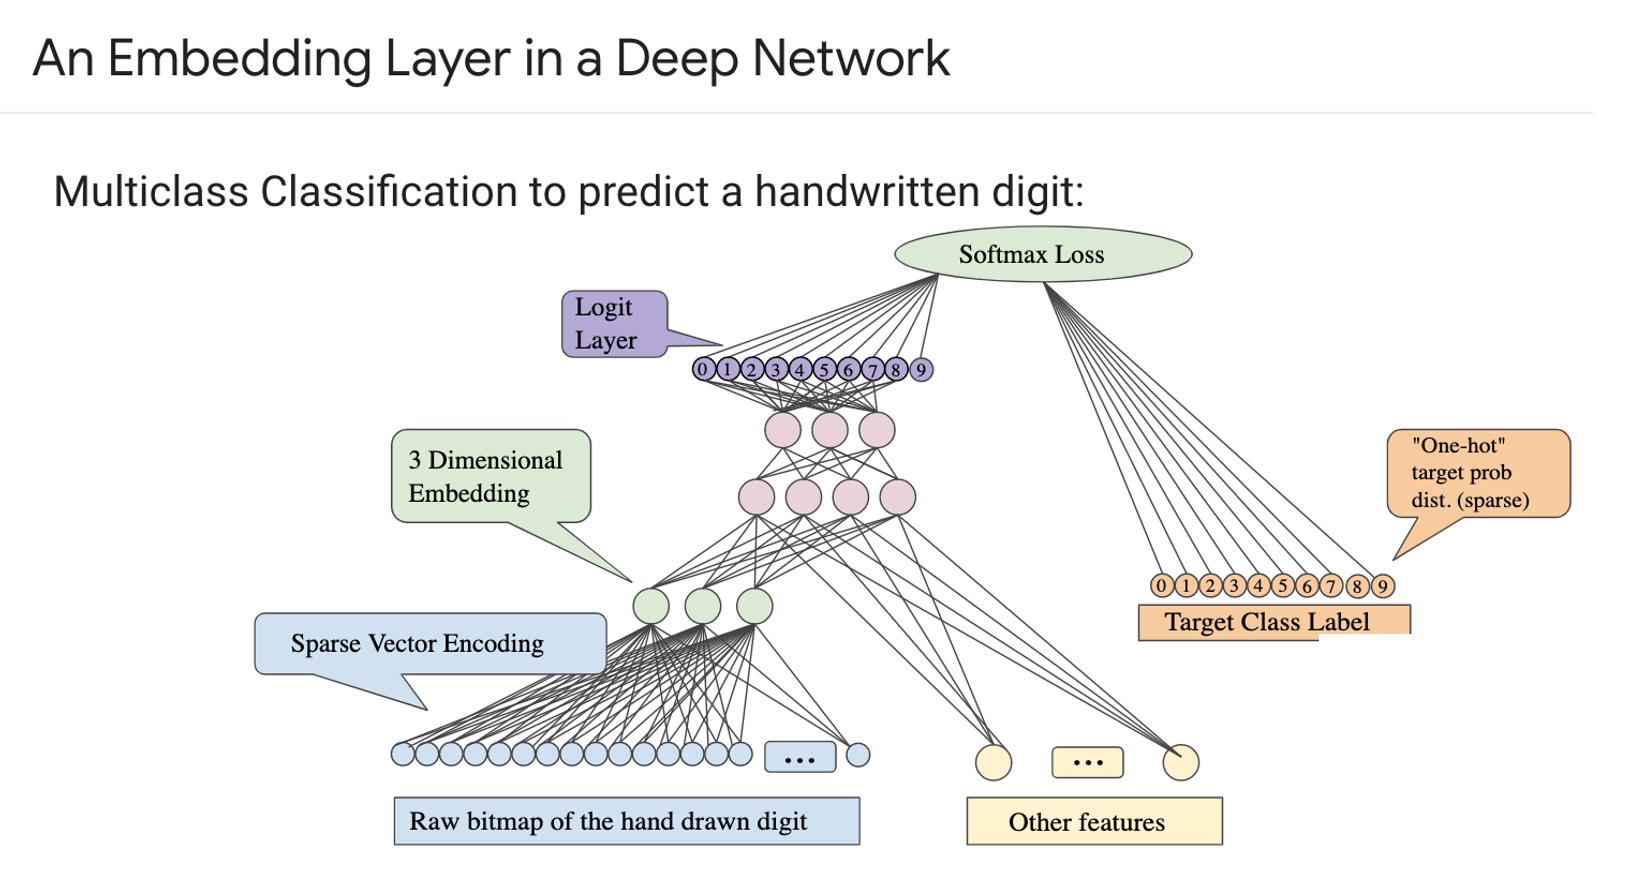 An Embedding Layer in a Deep Network
Multiclass Classification to predict a handwritten digit:
Softmax Loss
Logit
Layer
0 1 2 3 4 5 6 7 8 9
3 Dimensional
Embedding
"One-hot"
target prob
dist. (sparse)
0 1 2 3 4 5 6 7 8 9
Target Class Label
Sparse Vector Encoding
...
...
Raw bitmap of the hand drawn digit
Other features